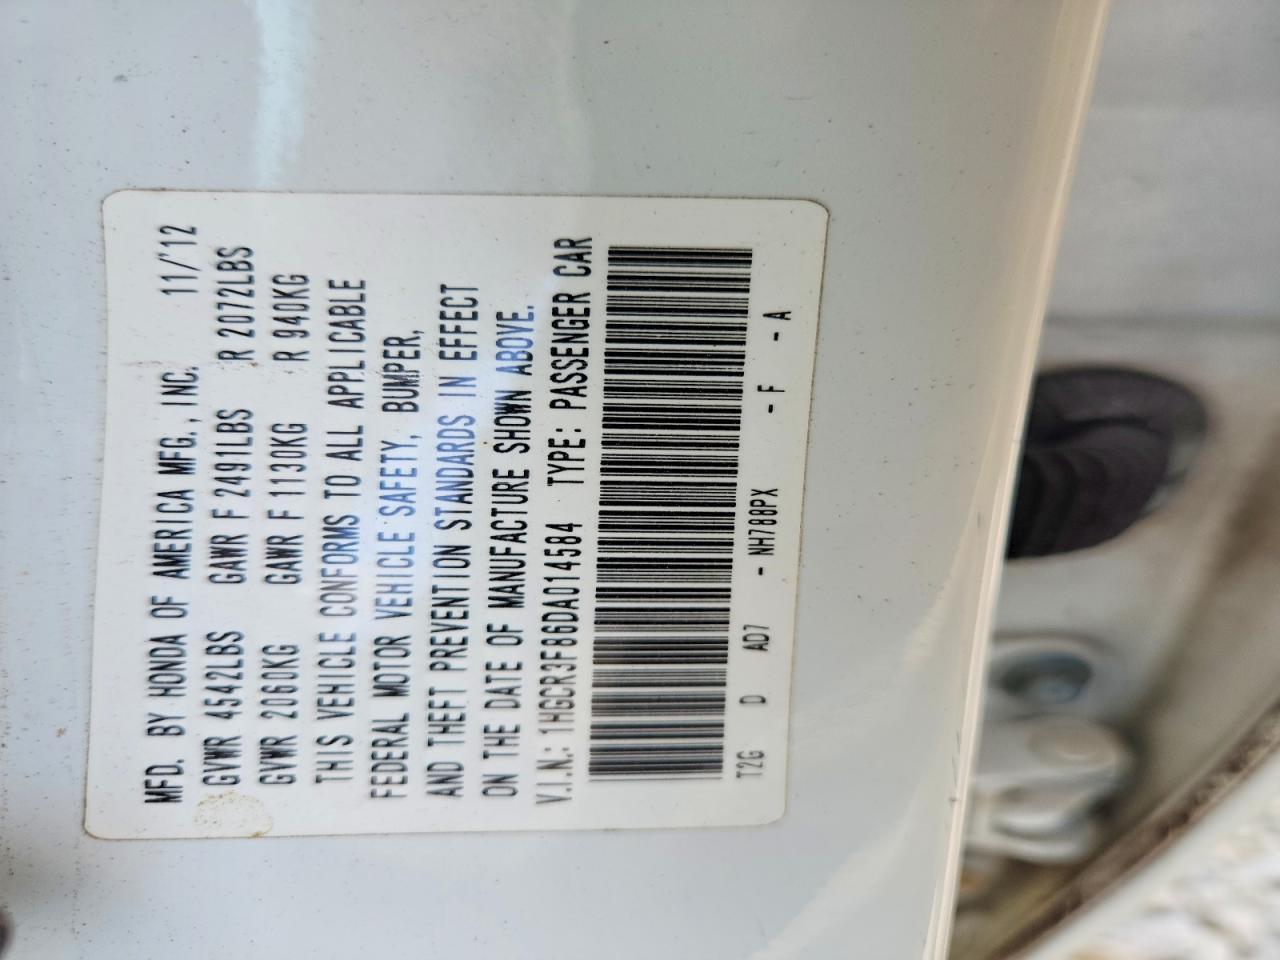 MFD. BY HONDA OF AMERICA MFG., INC. 11/'12
GVWR 4542LBS GAWR F 2491LBS R 2072LBS
GVWR 2060KG GAWR F 1130KG R 940KG
THIS VEHICLE CONFORMS TO ALL APPLICABLE
FEDERAL MOTOR VEHICLE SAFETY, BUMPER,
AND THEFT PREVENTION STANDARDS IN EFFECT
ON THE DATE OF MANUFACTURE SHOWN ABOVE.
V.I.N.: 1HGCR3F86DA014584 TYPE: PASSENGER CAR
T2G D AD7 - NH788PX - F - A